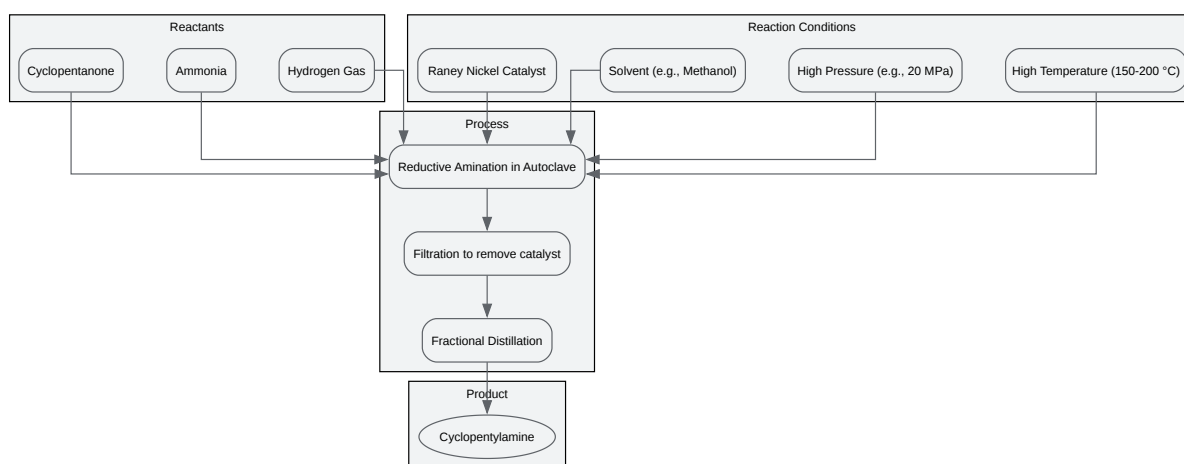 Reactants
Reaction Conditions
Cyclopentanone
Ammonia
Hydrogen Gas
Raney Nickel Catalyst
Solvent (e.g., Methanol)
High Pressure (e.g., 20 MPa)
High Temperature (150-200 °C)
Process
Reductive Amination in Autoclave
Filtration to remove catalyst
Fractional Distillation
Product
Cyclopentylamine